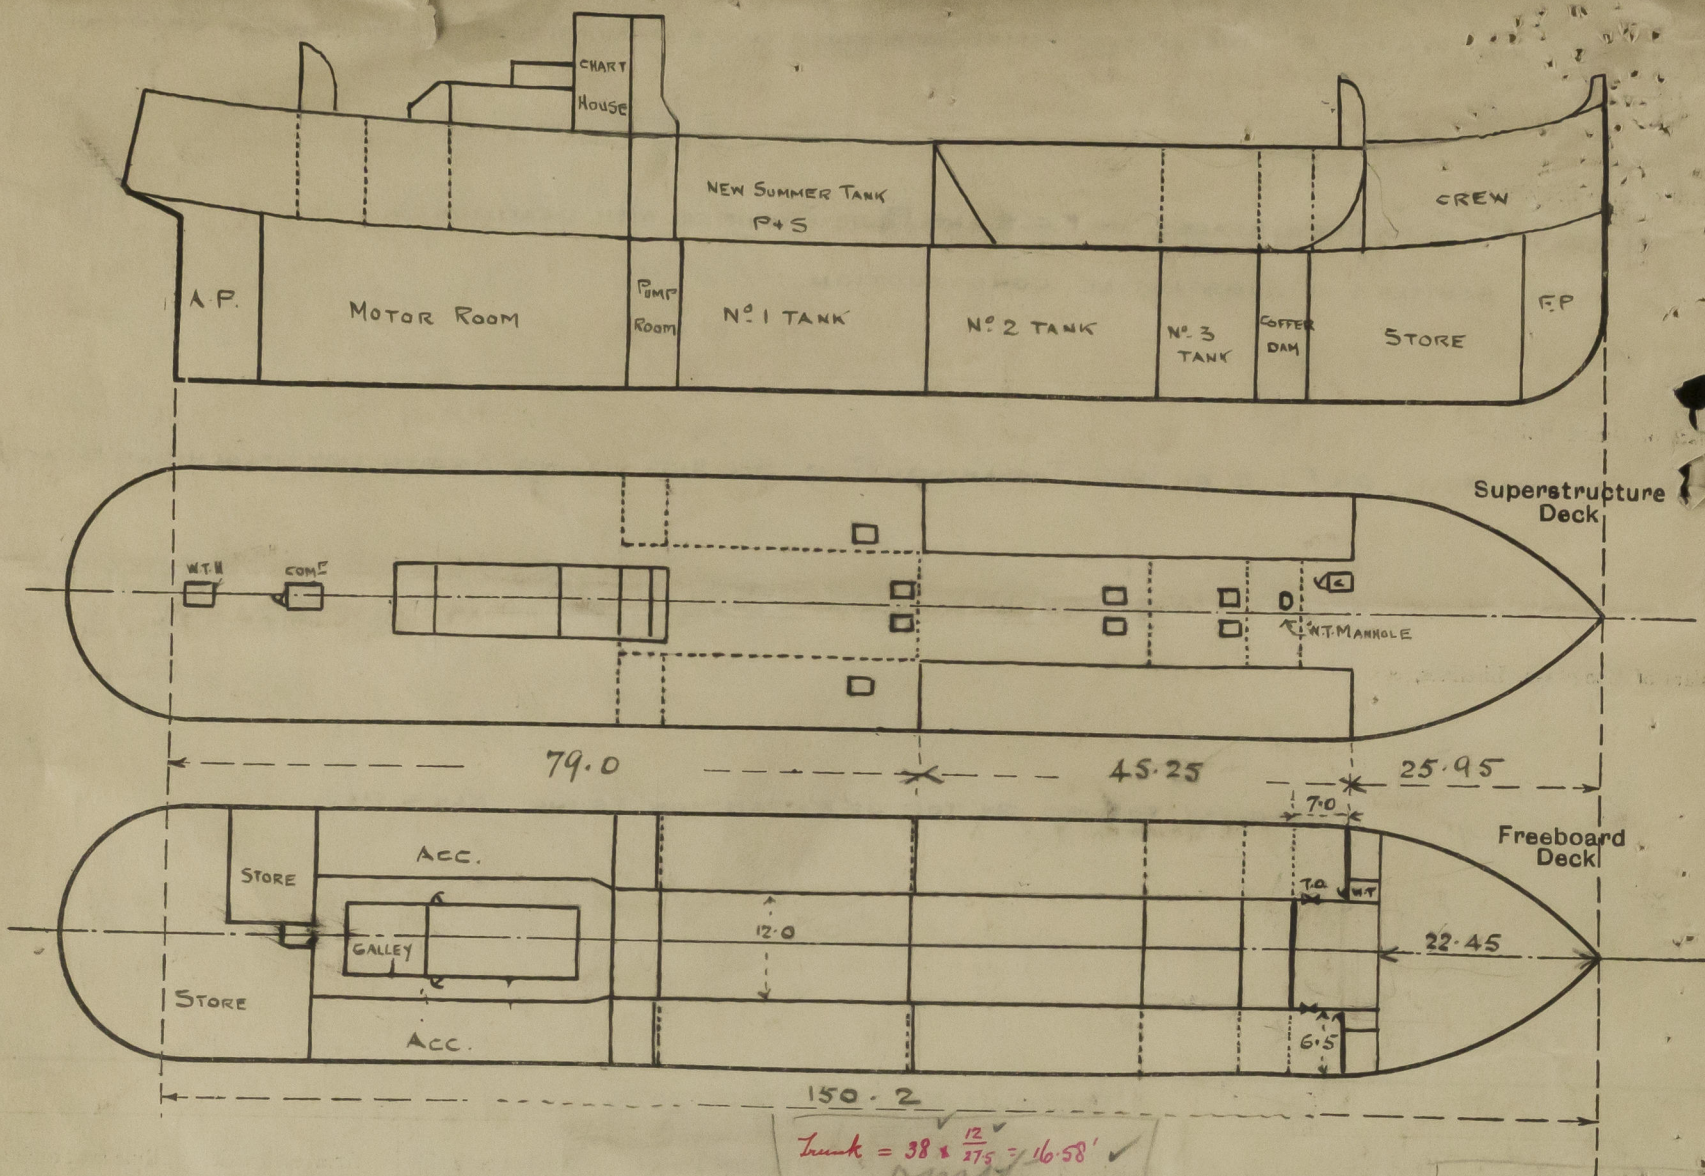 CHART
HOUSE
NEW SUMMER TANK
P+S
CREW
A.P.
MOTOR ROOM
PUMP
ROOM
Nº 1 TANK
Nº 2 TANK
Nº 3
TANK
COFFER
DAM
STORE
F.P
Superstructure
Deck
W.T.H
COMP
W.T. MANHOLE
79.0
45.25
25.95
7.0
Freeboard
Deck
ACC.
STORE
T.O.
W.T
12.0
GALLEY
22.45
STORE
ACC.
6.5
150.2
Trunk = 38 x 12/27.5 = 16.58'